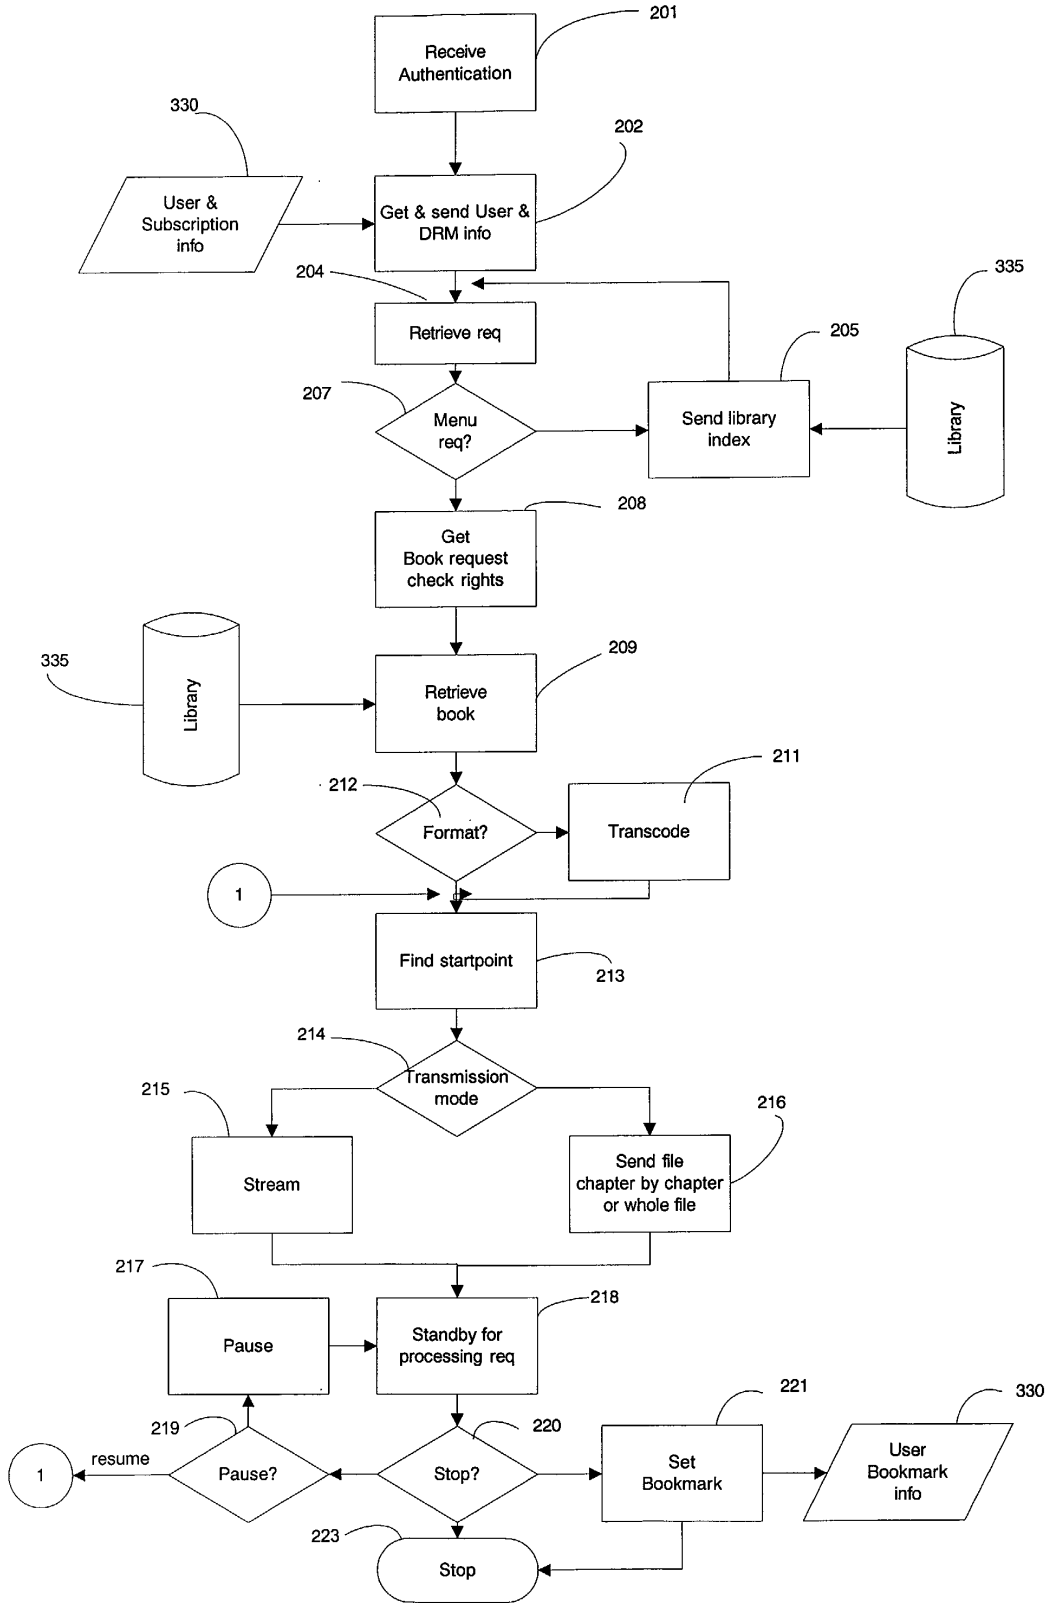 201
Receive
Authentication
330
202
User &
Subscription
info
Get & send User &
DRM info
204
335
Retrieve req
205
207
Menu
req?
Send library
index
Library
208
Get
Book request
check rights
335
Library
209
Retrieve
book
211
212
Format?
Transcode
1
Find startpoint
213
214
Transmission
mode
215
216
Stream
Send file
chapter by chapter
or whole file
217
218
Pause
Standby for
processing req
221
330
219
220
1
resume
Pause?
Stop?
Set
Bookmark
User
Bookmark
info
223
Stop